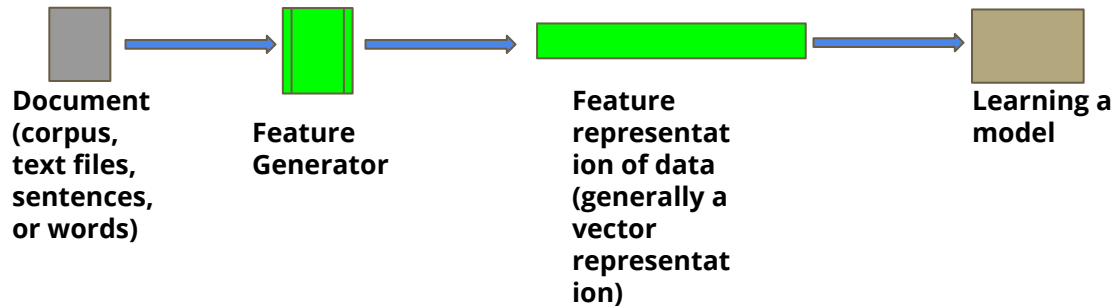 Document
(corpus,
text files,
sentences,
or words)
Feature
Generator
Feature
representat
ion of data
(generally a
vector
representat
ion)
Learning a
model